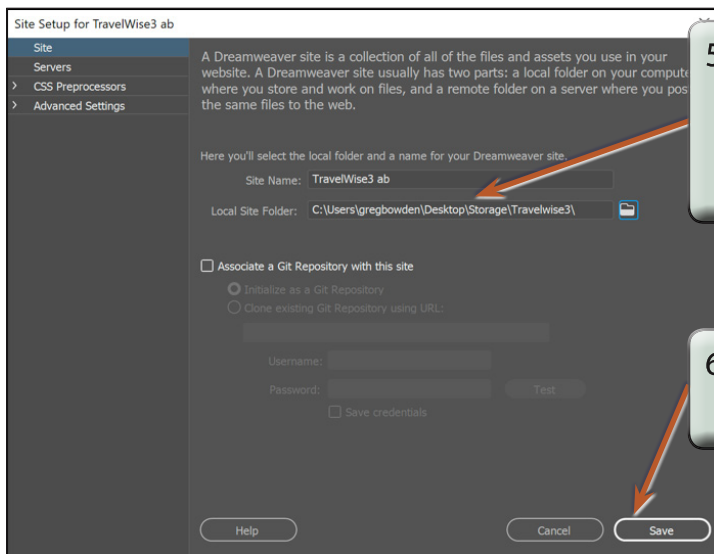 Site Setup for TravelWise3 ab
Site
Servers
CSS Preprocessors
Advanced Settings
A Dreamweaver site is a collection of all of the files and assets you use in your
website. A Dreamweaver site usually has two parts: a local folder on your compute
where you store and work on files, and a remote folder on a server where you pos
the same files to the web.
Here you'll select the local folder and a name for your Dreamweaver site.
Site Name: TravelWise3 ab
Local Site Folder: C:\Users\gregbowden\Desktop\Storage\Travelwise3\
Associate a Git Repository with this site
Initialize as a Git Repository
Clone existing Git Repository using URL:
Username:
Password:
Test
Save credentials
Help
Cancel
Save
5
6